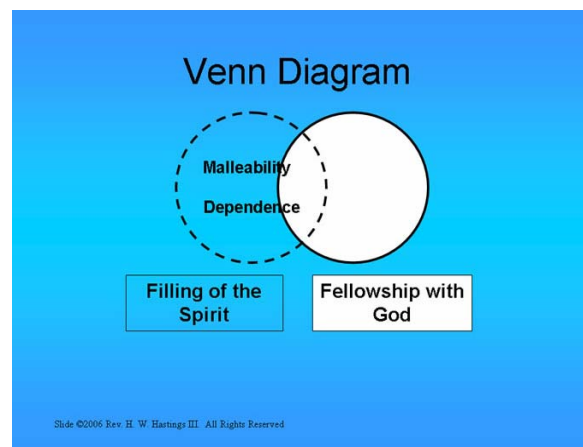 Venn Diagram
Malleability
Dependence
Filling of the
Spirit
Fellowship with
God
Slide ©2006 Rev. H. W. Hastings III. All Rights Reserved